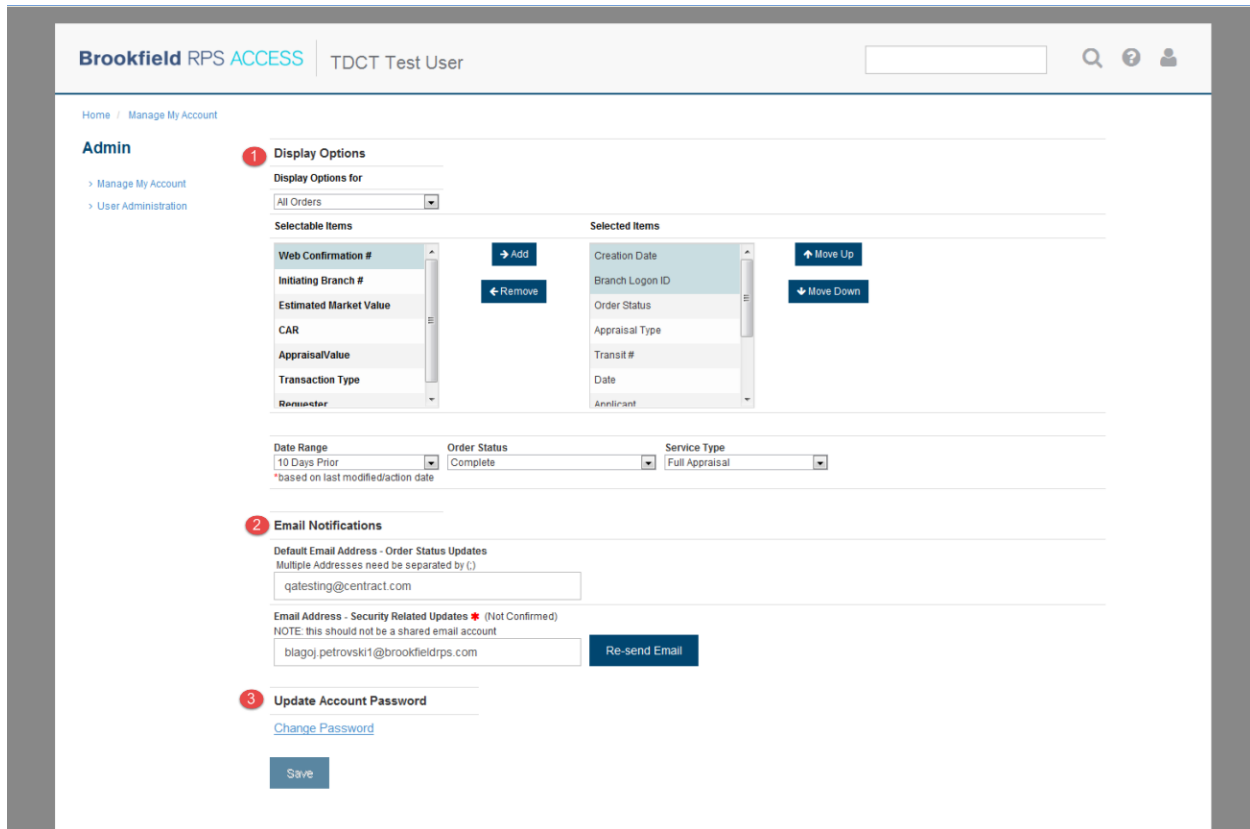 Brookfield RPS ACCESS TDCT Test User
Home / Manage My Account
Admin
> Manage My Account
> User Administration
1 Display Options
Display Options for
All Orders
Selectable Items Selected Items
Web Confirmation # → Add Creation Date ↑ Move Up
Initiating Branch # ← Remove Branch Logon ID ↓ Move Down
Estimated Market Value Order Status
CAR Appraisal Type
AppraisalValue Transit #
Transaction Type Date
Requester Applicant
Date Range Order Status Service Type
10 Days Prior Complete Full Appraisal
*based on last modified/action date
2 Email Notifications
Default Email Address - Order Status Updates
Multiple Addresses need be separated by (;)
qatesting@centract.com
Email Address - Security Related Updates * (Not Confirmed)
NOTE: this should not be a shared email account
blagoj.petrovski1@brookfieldrps.com Re-send Email
3 Update Account Password
Change Password
Save